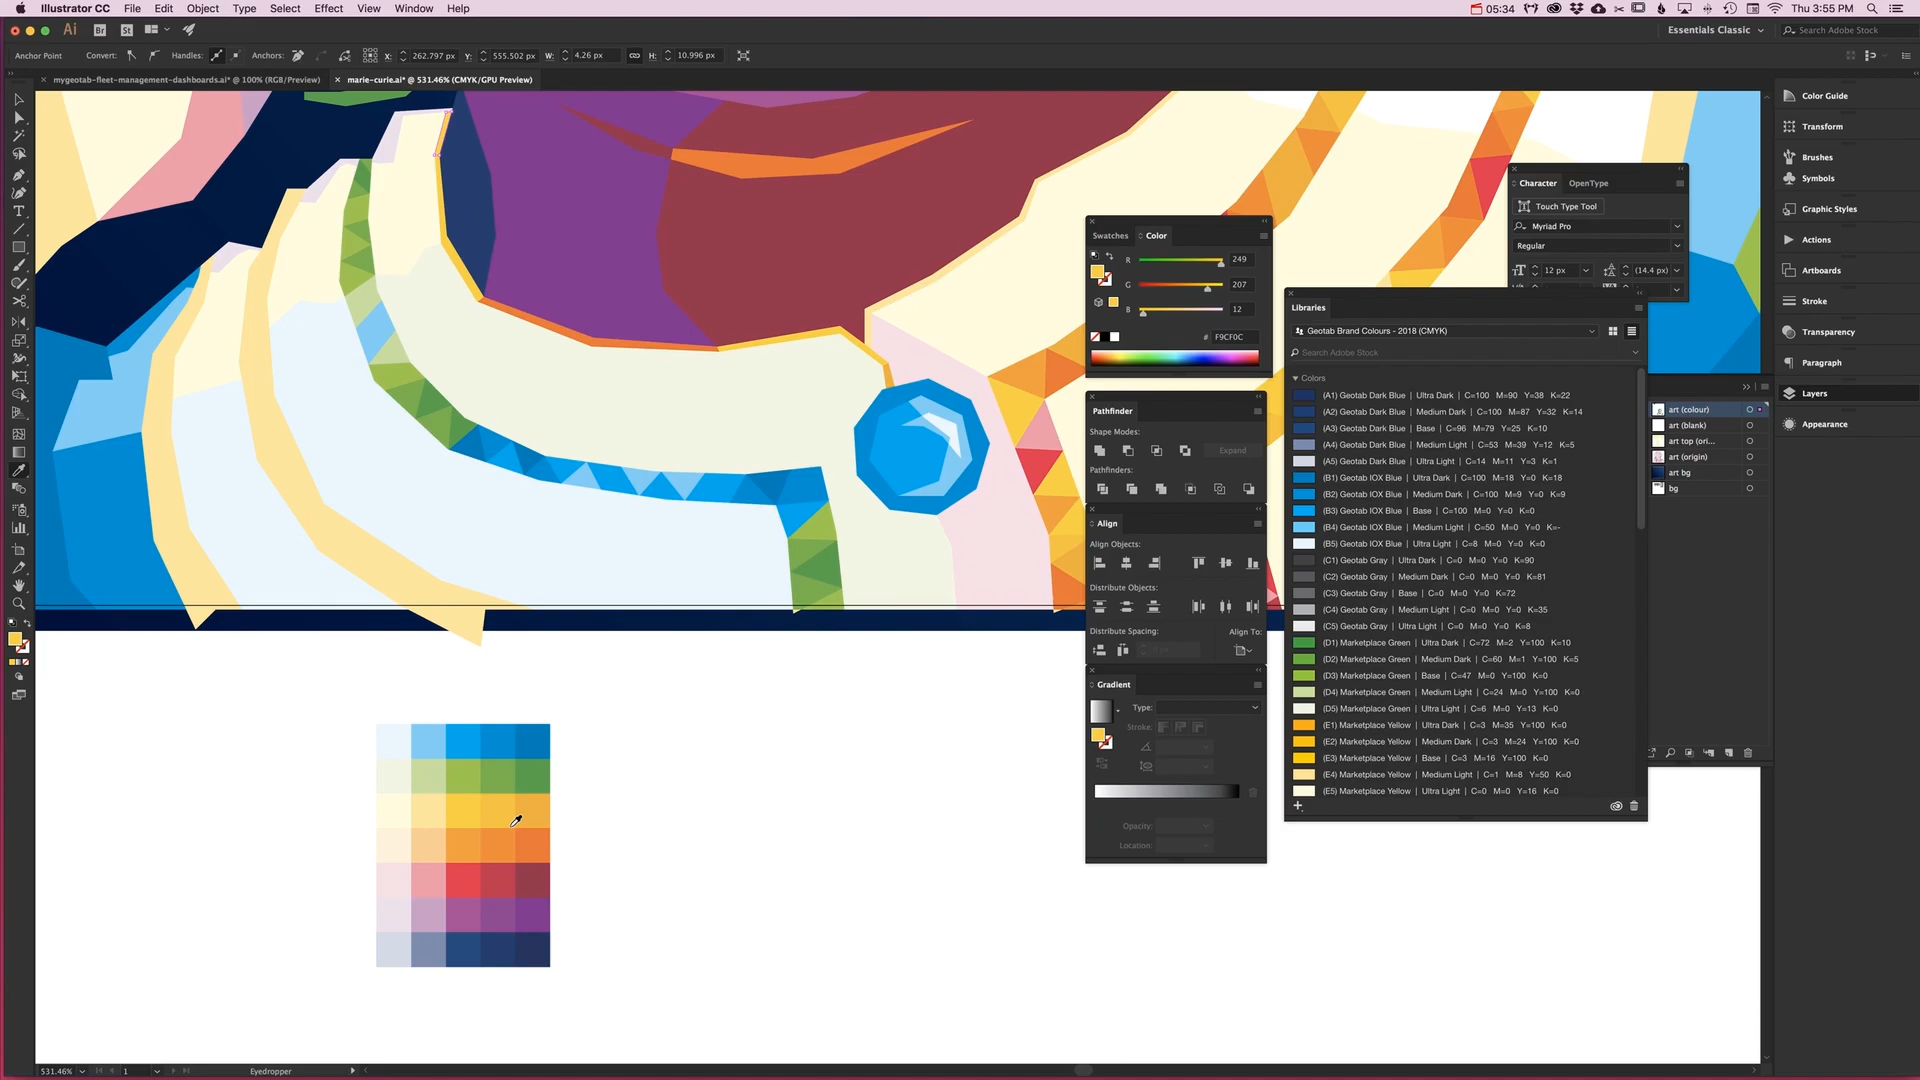 Illustrator CC File Edit Object Type Select Effect View Window Help
05:34
Thu 3:55 PM
Ai Br St
Essentials Classic
Search Adobe Stock
Anchor Point Convert: Handles: Anchors: X: 262.797 px Y: 555.502 px W: 4.26 px H: 10.996 px
mygeotab-fleet-management-dashboards.ai* @ 100% (RGB/Preview)
marie-curie.ai* @ 531.46% (CMYK/GPU Preview)
Color Guide
Transform
Brushes
Symbols
Graphic Styles
Actions
Artboards
Stroke
Transparency
Paragraph
Layers
Appearance
Character OpenType
Touch Type Tool
Myriad Pro
Regular
12 px (14.4 px)
Swatches Color
R 249
G 207
B 12
# F9CF0C
Pathfinder
Shape Modes:
Expand
Pathfinders:
Align
Align Objects:
Distribute Objects:
Distribute Spacing: Align To:
Gradient
Type:
Stroke:
Opacity:
Location:
Libraries
Geotab Brand Colours - 2018 (CMYK)
Search Adobe Stock
Colors
(A1) Geotab Dark Blue | Ultra Dark | C=100 M=90 Y=38 K=22
(A2) Geotab Dark Blue | Medium Dark | C=100 M=87 Y=32 K=14
(A3) Geotab Dark Blue | Base | C=96 M=79 Y=25 K=10
(A4) Geotab Dark Blue | Medium Light | C=53 M=39 Y=12 K=5
(A5) Geotab Dark Blue | Ultra Light | C=14 M=11 Y=3 K=1
(B1) Geotab IOX Blue | Ultra Dark | C=100 M=18 Y=0 K=18
(B2) Geotab IOX Blue | Medium Dark | C=100 M=9 Y=0 K=9
(B3) Geotab IOX Blue | Base | C=100 M=0 Y=0 K=0
(B4) Geotab IOX Blue | Medium Light | C=50 M=0 Y=0 K=-
(B5) Geotab IOX Blue | Ultra Light | C=8 M=0 Y=0 K=0
(C1) Geotab Gray | Ultra Dark | C=0 M=0 Y=0 K=90
(C2) Geotab Gray | Medium Dark | C=0 M=0 Y=0 K=81
(C3) Geotab Gray | Base | C=0 M=0 Y=0 K=72
(C4) Geotab Gray | Medium Light | C=0 M=0 Y=0 K=35
(C5) Geotab Gray | Ultra Light | C=0 M=0 Y=0 K=8
(D1) Marketplace Green | Ultra Dark | C=72 M=2 Y=100 K=10
(D2) Marketplace Green | Medium Dark | C=60 M=1 Y=100 K=5
(D3) Marketplace Green | Base | C=47 M=0 Y=100 K=0
(D4) Marketplace Green | Medium Light | C=24 M=0 Y=100 K=0
(D5) Marketplace Green | Ultra Light | C=6 M=0 Y=13 K=0
(E1) Marketplace Yellow | Ultra Dark | C=3 M=35 Y=100 K=0
(E2) Marketplace Yellow | Medium Dark | C=3 M=24 Y=100 K=0
(E3) Marketplace Yellow | Base | C=3 M=16 Y=100 K=0
(E4) Marketplace Yellow | Medium Light | C=1 M=8 Y=50 K=0
(E5) Marketplace Yellow | Ultra Light | C=0 M=0 Y=16 K=0
art (colour)
art (blank)
art top (ori...
art (origin)
art bg
bg
531.46% 1 Eyedropper